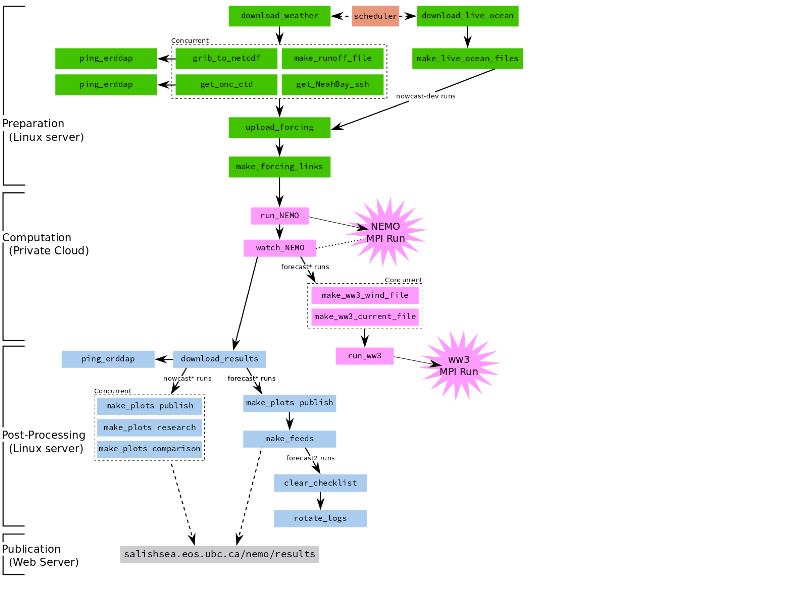 download_weather
scheduler
download_live_ocean
Concurrent
ping_erddap
grib_to_netcdf
make_runoff_file
make_live_ocean_files
ping_erddap
get_onc_ctd
get_NeahBay_ssh
nowcast-dev runs
Preparation
(Linux server)
upload_forcing
make_forcing_links
run_NEMO
NEMO
MPI Run
Computation
(Private Cloud)
watch_NEMO
forecast* runs
Concurrent
make_ww3_wind_file
make_ww3_current_file
run_ww3
ww3
MPI Run
ping_erddap
download_results
nowcast* runs
forecast* runs
Concurrent
make_plots publish
make_plots research
make_plots comparison
make_plots publish
Post-Processing
(Linux server)
make_feeds
forecast2 runs
clear_checklist
rotate_logs
Publication
(Web Server)
salishsea.eos.ubc.ca/nemo/results